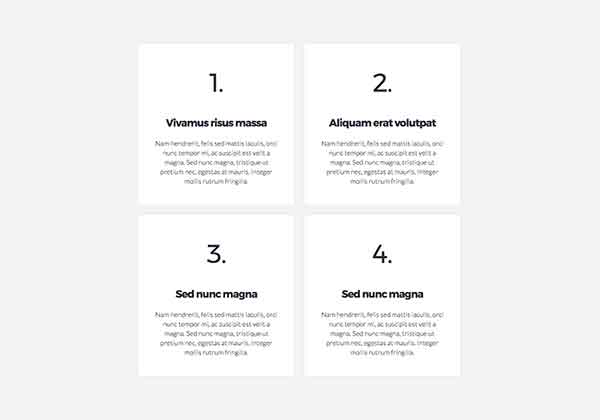 1.
Vivamus risus massa
Nam hendrerit, felis sed mattis iaculis, orci
nunc tempor mi, ac suscipit est velit a
magna. Sed nunc magna, tristique ut
pretium nec, egestas at mauris. Integer
mollis rutrum fringilla.
2.
Aliquam erat volutpat
Nam hendrerit, felis sed mattis iaculis, orci
nunc tempor mi, ac suscipit est velit a
magna. Sed nunc magna, tristique ut
pretium nec, egestas at mauris. Integer
mollis rutrum fringilla.
3.
Sed nunc magna
Nam hendrerit, felis sed mattis iaculis, orci
nunc tempor mi, ac suscipit est velit a
magna. Sed nunc magna, tristique ut
pretium nec, egestas at mauris. Integer
mollis rutrum fringilla.
4.
Sed nunc magna
Nam hendrerit, felis sed mattis iaculis, orci
nunc tempor mi, ac suscipit est velit a
magna. Sed nunc magna, tristique ut
pretium nec, egestas at mauris. Integer
mollis rutrum fringilla.